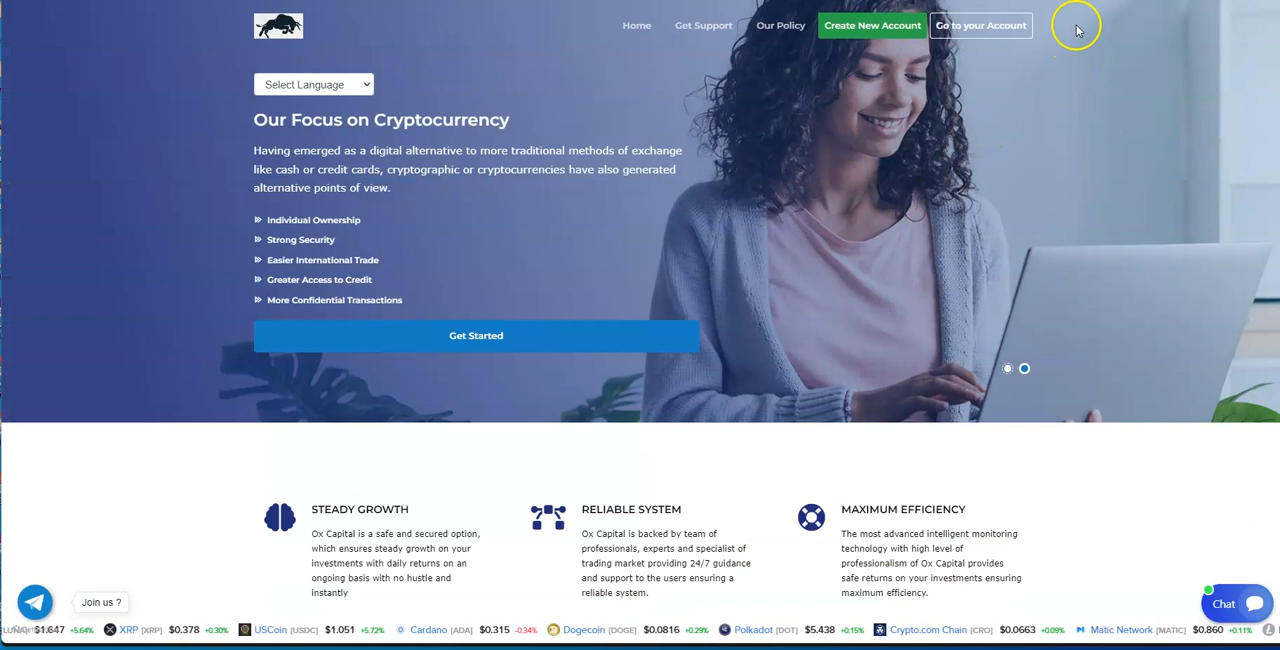 Home Get Support Our Policy Create New Account Go to your Account
Select Language
Our Focus on Cryptocurrency
Having emerged as a digital alternative to more traditional methods of exchange
like cash or credit cards, cryptographic or cryptocurrencies have also generated
alternative points of view.
Individual Ownership
Strong Security
Easier International Trade
Greater Access to Credit
More Confidential Transactions
Get Started
STEADY GROWTH
Ox Capital is a safe and secured option,
which ensures steady growth on your
investments with daily returns on an
ongoing basis with no hustle and
instantly
RELIABLE SYSTEM
Ox Capital is backed by team of
professionals, experts and specialist of
trading market providing 24/7 guidance
and support to the users ensuring a
reliable system.
MAXIMUM EFFICIENCY
The most advanced intelligent monitoring
technology with high level of
professionalism of Ox Capital provides
safe returns on your investments ensuring
maximum efficiency.
Join us ?
Chat
$1.647 +5.64% XRP [XRP] $0.378 +0.30% USCoin [USDC] $1.051 +5.72% Cardano [ADA] $0.315 -0.34% Dogecoin [DOGE] $0.0816 +0.29% Polkadot [DOT] $5.438 +0.15% Crypto.com Chain [CRO] $0.0663 +0.09% Matic Network [MATIC] $0.860 +0.11%